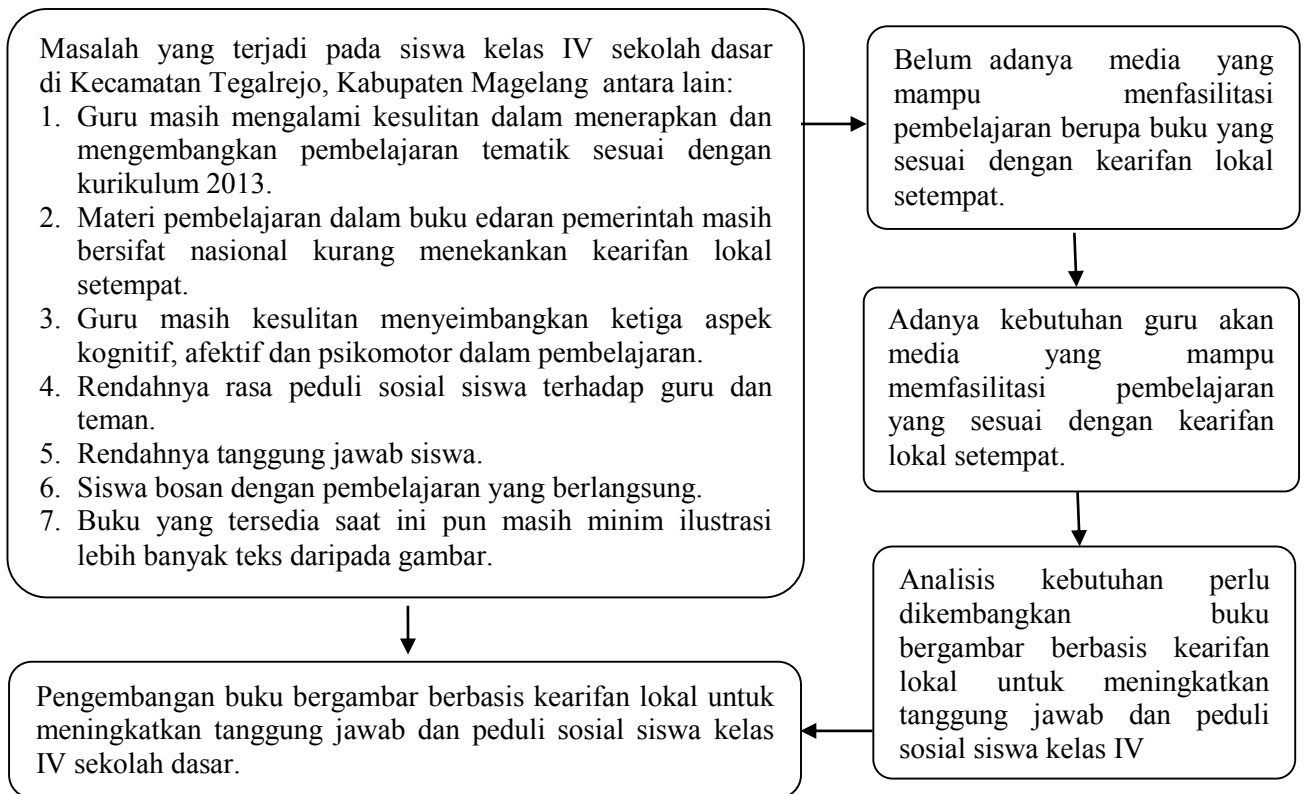 Masalah yang terjadi pada siswa kelas IV sekolah dasar
di Kecamatan Tegalrejo, Kabupaten Magelang antara lain:
1. Guru masih mengalami kesulitan dalam menerapkan dan
mengembangkan pembelajaran tematik sesuai dengan
kurikulum 2013.
2. Materi pembelajaran dalam buku edaran pemerintah masih
bersifat nasional kurang menekankan kearifan lokal
setempat.
3. Guru masih kesulitan menyeimbangkan ketiga aspek
kognitif, afektif dan psikomotor dalam pembelajaran.
4. Rendahnya rasa peduli sosial siswa terhadap guru dan
teman.
5. Rendahnya tanggung jawab siswa.
6. Siswa bosan dengan pembelajaran yang berlangsung.
7. Buku yang tersedia saat ini pun masih minim ilustrasi
lebih banyak teks daripada gambar.
Belum adanya media yang
mampu menfasilitasi
pembelajaran berupa buku yang
sesuai dengan kearifan lokal
setempat.
Adanya kebutuhan guru akan
media yang mampu
memfasilitasi pembelajaran
yang sesuai dengan kearifan
lokal setempat.
Analisis kebutuhan perlu
dikembangkan buku
bergambar berbasis kearifan
lokal untuk meningkatkan
tanggung jawab dan peduli
sosial siswa kelas IV
Pengembangan buku bergambar berbasis kearifan lokal untuk
meningkatkan tanggung jawab dan peduli sosial siswa kelas
IV sekolah dasar.